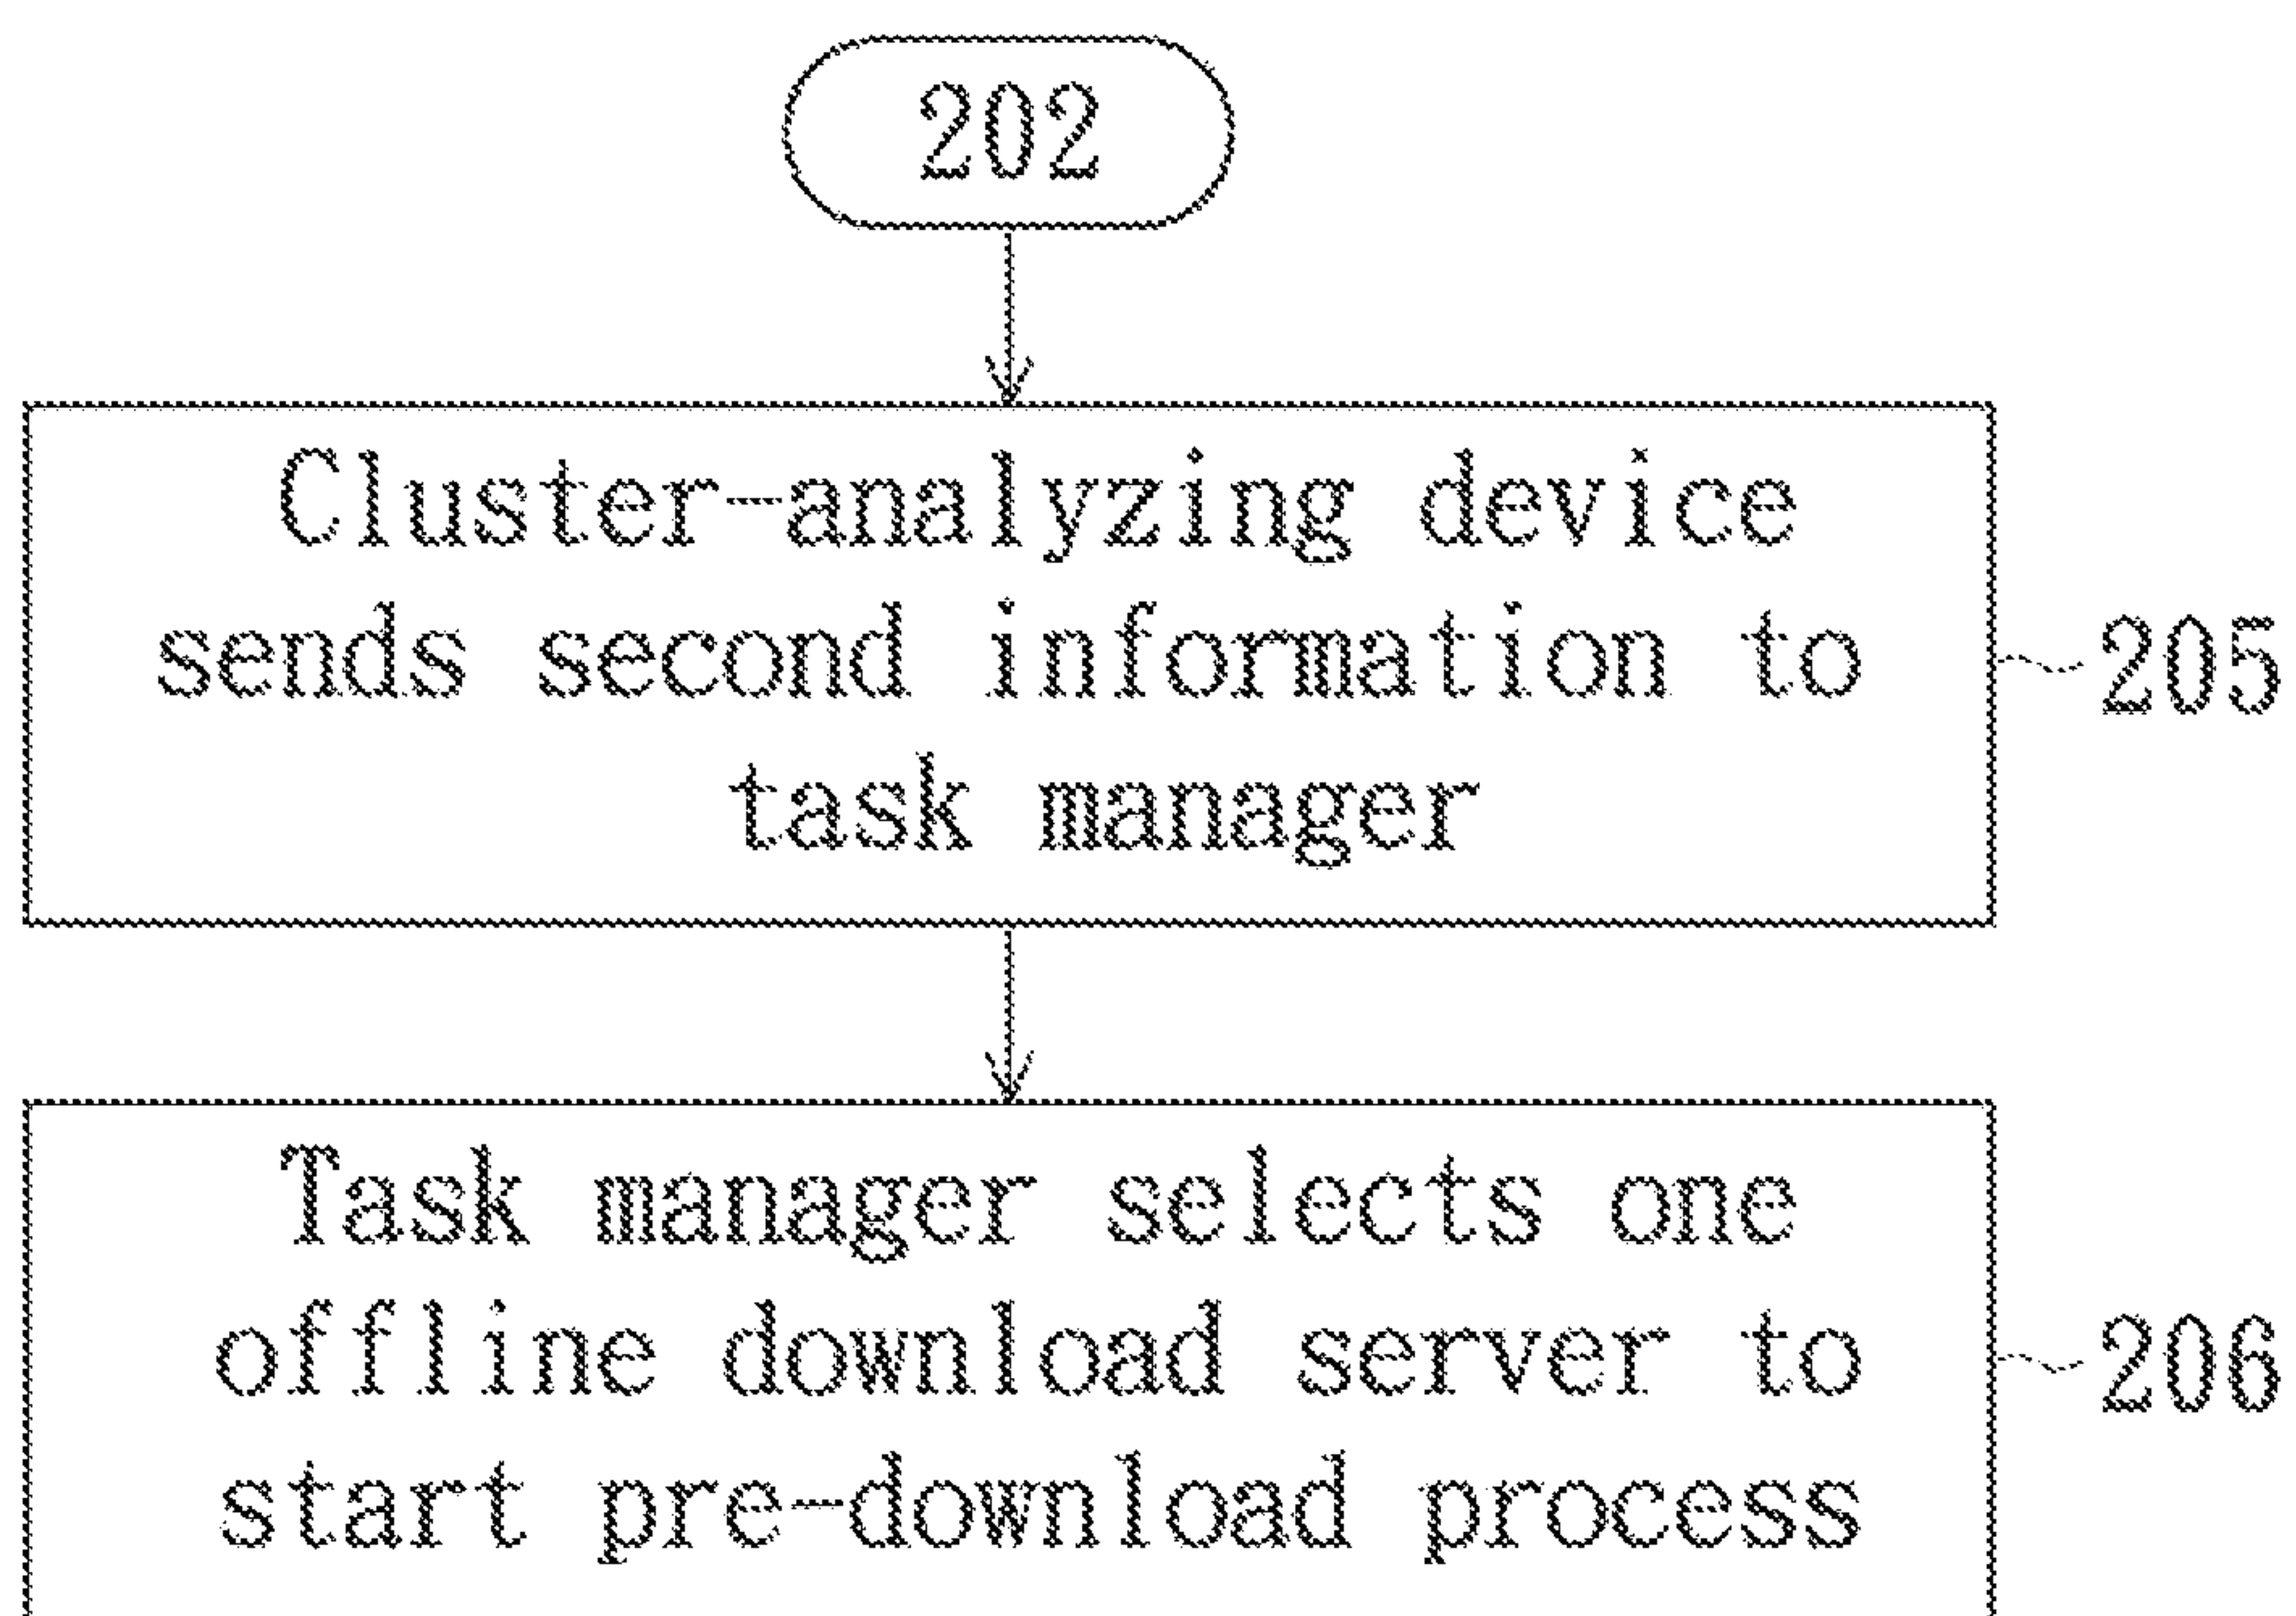 202
Cluster-analyzing device
sends second information to
task manager
205
Task manager selects one
offline download server to
start pre-download process
206